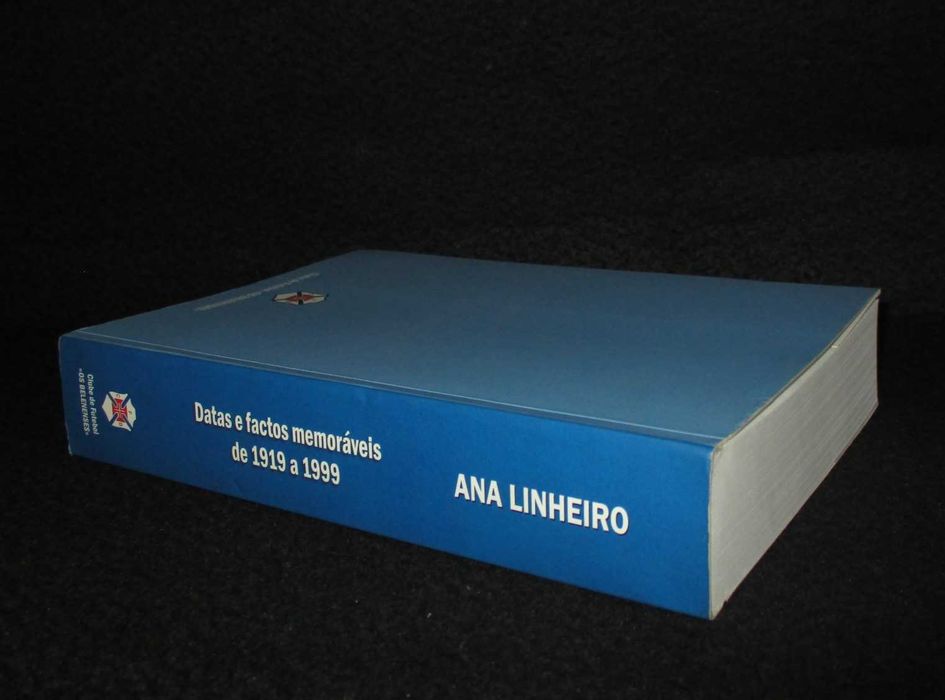 Clube de Futebol
«OS BELENENSES»
Datas e factos memoráveis
de 1919 a 1999
ANA LINHEIRO